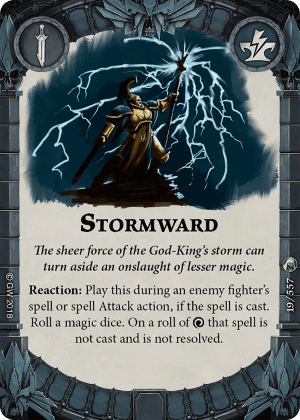 STORMWARD
The sheer force of the God-King's storm can
turn aside an onslaught of lesser magic.
Reaction: Play this during an enemy fighter's
spell or spell Attack action, if the spell is cast.
Roll a magic dice. On a roll of that spell is
not cast and is not resolved.
© GW 2018
19/557